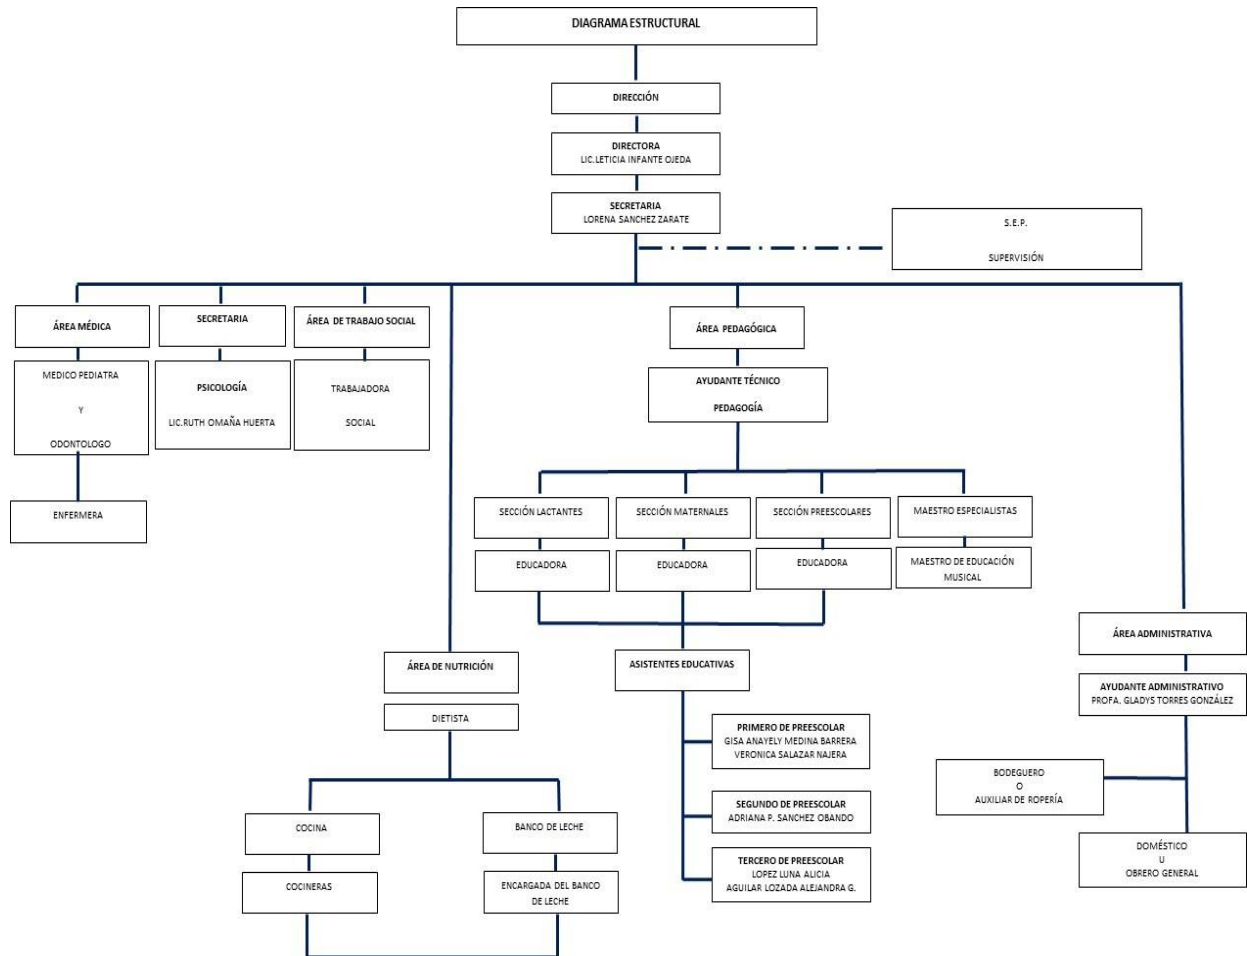 DIAGRAMA ESTRUCTURAL
DIRECCIÓN
DIRECTORA
LIC.LETICIA INFANTE OJEDA
SECRETARIA
LORENA SANCHEZ ZARATE
S.E.P.
SUPERVISIÓN
ÁREA MÉDICA
MEDICO PEDIATRA
Y
ODONTOLOGO
ENFERMERA
SECRETARIA
PSICOLOGÍA
LIC.RUTH OMAÑA HUERTA
ÁREA DE TRABAJO SOCIAL
TRABAJADORA
SOCIAL
ÁREA PEDAGÓGICA
AYUDANTE TÉCNICO
PEDAGOGÍA
SECCIÓN LACTANTES
EDUCADORA
SECCIÓN MATERNALES
EDUCADORA
SECCIÓN PREESCOLARES
EDUCADORA
MAESTRO ESPECIALISTAS
MAESTRO DE EDUCACIÓN
MUSICAL
ASISTENTES EDUCATIVAS
PRIMERO DE PREESCOLAR
GISA ANAYELY MEDINA BARRERA
VERONICA SALAZAR NAJERA
SEGUNDO DE PREESCOLAR
ADRIANA P. SANCHEZ OBANDO
TERCERO DE PREESCOLAR
LOPEZ LUNA ALICIA
AGUILAR LOZADA ALEJANDRA G.
ÁREA DE NUTRICIÓN
DIETISTA
COCINA
COCINERAS
BANCO DE LECHE
ENCARGADA DEL BANCO
DE LECHE
ÁREA ADMINISTRATIVA
AYUDANTE ADMINISTRATIVO
PROFA. GLADYS TORRES GONZÁLEZ
BODEGUERO
O
AUXILIAR DE ROPERÍA
DOMÉSTICO
U
OBRERO GENERAL